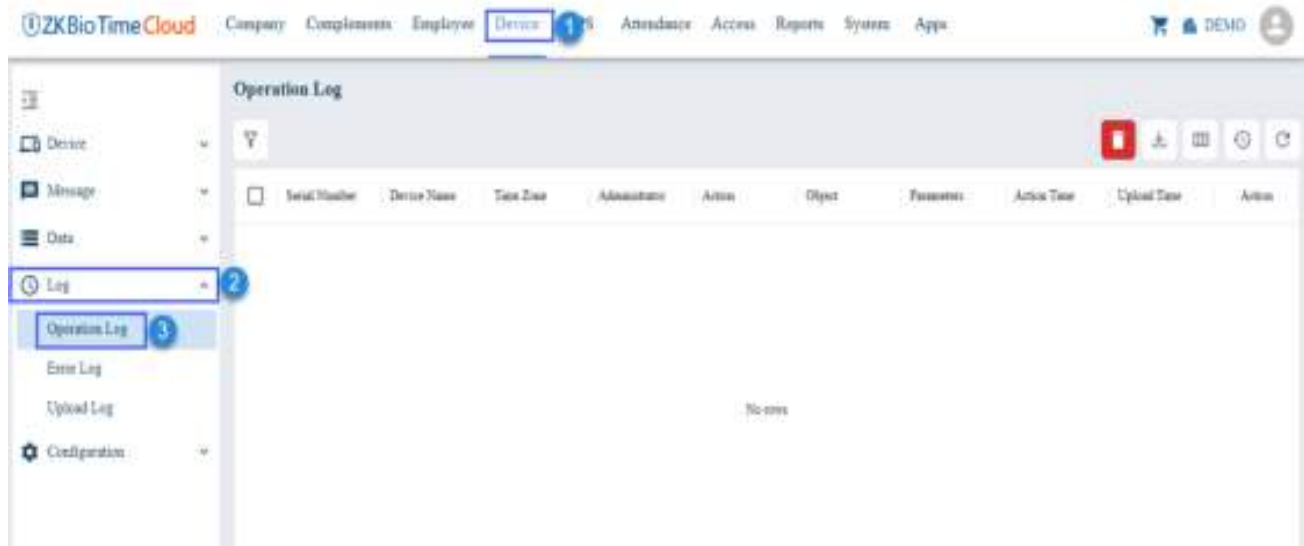 ZKBioTime Cloud Company Complements Employee Device 1 S Attendance Access Reports System Apps DEMO
Operation Log
Device
Message
Serial Number Device Name Time Zone Administrator Action Object Parameters Action Time Upload Time Action
Data
Log 2
Operation Log 3
Error Log
Upload Log
No rows
Configuration